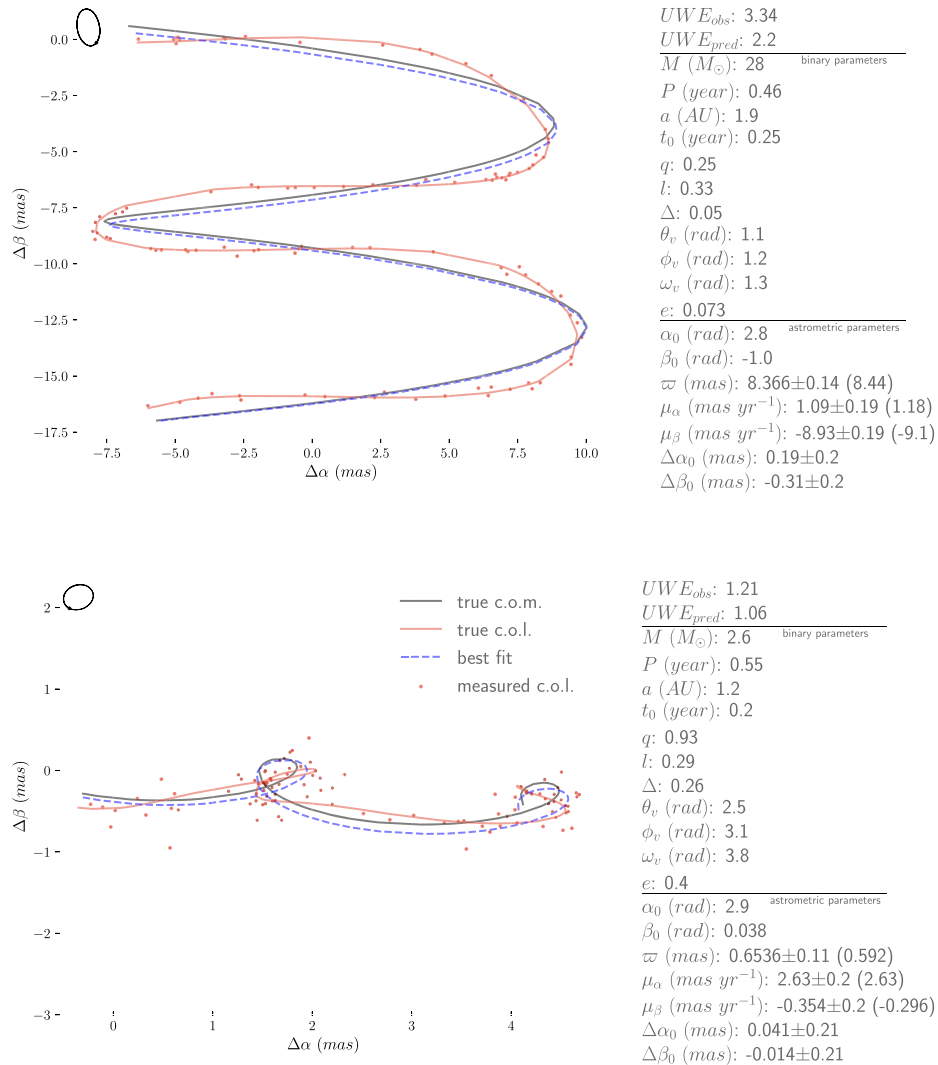 0.0
−2.5
−5.0
−7.5
−10.0
−12.5
−15.0
−17.5
Δβ (mas)
−7.5 −5.0 −2.5 0.0 2.5 5.0 7.5 10.0
Δα (mas)
UWE_obs: 3.34
UWE_pred: 2.2
binary parameters
M (M_⊙): 28
P (year): 0.46
a (AU): 1.9
t_0 (year): 0.25
q: 0.25
l: 0.33
Δ: 0.05
θ_v (rad): 1.1
ϕ_v (rad): 1.2
ω_v (rad): 1.3
e: 0.073
astrometric parameters
α_0 (rad): 2.8
β_0 (rad): -1.0
ϖ (mas): 8.366±0.14 (8.44)
μ_α (mas yr^−1): 1.09±0.19 (1.18)
μ_β (mas yr^−1): -8.93±0.19 (-9.1)
Δα_0 (mas): 0.19±0.2
Δβ_0 (mas): -0.31±0.2
2
1
0
−1
−2
−3
Δβ (mas)
0 1 2 3 4
Δα (mas)
true c.o.m.
true c.o.l.
best fit
measured c.o.l.
UWE_obs: 1.21
UWE_pred: 1.06
binary parameters
M (M_⊙): 2.6
P (year): 0.55
a (AU): 1.2
t_0 (year): 0.2
q: 0.93
l: 0.29
Δ: 0.26
θ_v (rad): 2.5
ϕ_v (rad): 3.1
ω_v (rad): 3.8
e: 0.4
astrometric parameters
α_0 (rad): 2.9
β_0 (rad): 0.038
ϖ (mas): 0.6536±0.11 (0.592)
μ_α (mas yr^−1): 2.63±0.2 (2.63)
μ_β (mas yr^−1): -0.354±0.2 (-0.296)
Δα_0 (mas): 0.041±0.21
Δβ_0 (mas): -0.014±0.21